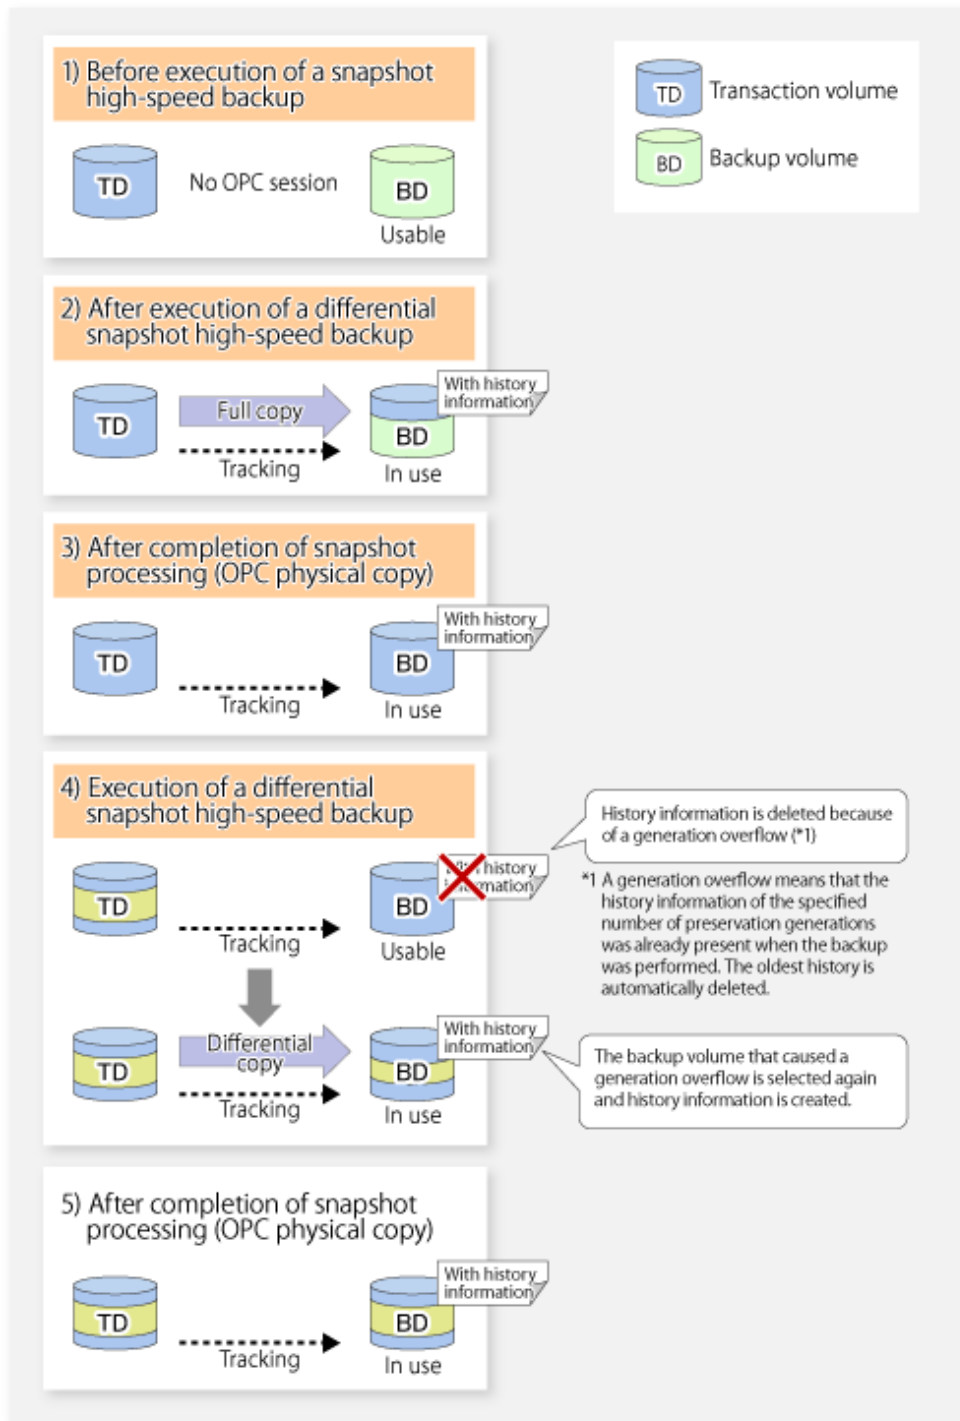 1) Before execution of a snapshot
high-speed backup
TD
No OPC session
BD
Usable
TD
Transaction volume
BD
Backup volume
2) After execution of a differential
snapshot high-speed backup
With history
information
TD
Full copy
BD
Tracking
In use
3) After completion of snapshot
processing (OPC physical copy)
With history
information
TD
BD
Tracking
In use
4) Execution of a differential
snapshot high-speed backup
History information is deleted because
of a generation overflow (*1)
With history
information
TD
BD
Tracking
Usable
*1 A generation overflow means that the
history information of the specified
number of preservation generations
was already present when the backup
was performed. The oldest history is
automatically deleted.
With history
information
TD
Differential
copy
BD
Tracking
In use
The backup volume that caused a
generation overflow is selected again
and history information is created.
5) After completion of snapshot
processing (OPC physical copy)
With history
information
TD
BD
Tracking
In use